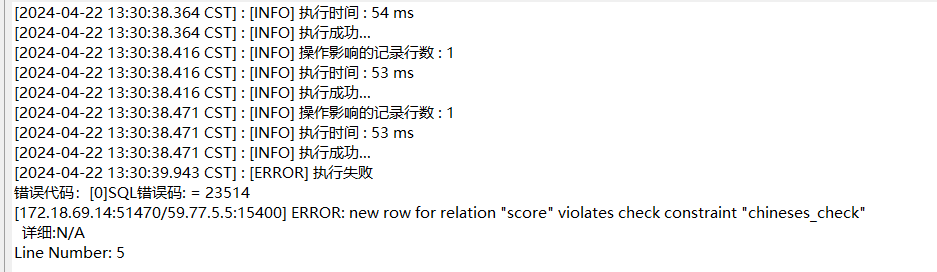 [2024-04-22 13:30:38.364 CST] : [INFO] 执行时间 : 54 ms
[2024-04-22 13:30:38.364 CST] : [INFO] 执行成功...
[2024-04-22 13:30:38.416 CST] : [INFO] 操作影响的记录行数 : 1
[2024-04-22 13:30:38.416 CST] : [INFO] 执行时间 : 53 ms
[2024-04-22 13:30:38.416 CST] : [INFO] 执行成功...
[2024-04-22 13:30:38.471 CST] : [INFO] 操作影响的记录行数 : 1
[2024-04-22 13:30:38.471 CST] : [INFO] 执行时间 : 53 ms
[2024-04-22 13:30:38.471 CST] : [INFO] 执行成功...
[2024-04-22 13:30:39.943 CST] : [ERROR] 执行失败
错误代码：[0]SQL错误码: = 23514
[172.18.69.14:51470/59.77.5.5:15400] ERROR: new row for relation "score" violates check constraint "chineses_check"
详细:N/A
Line Number: 5